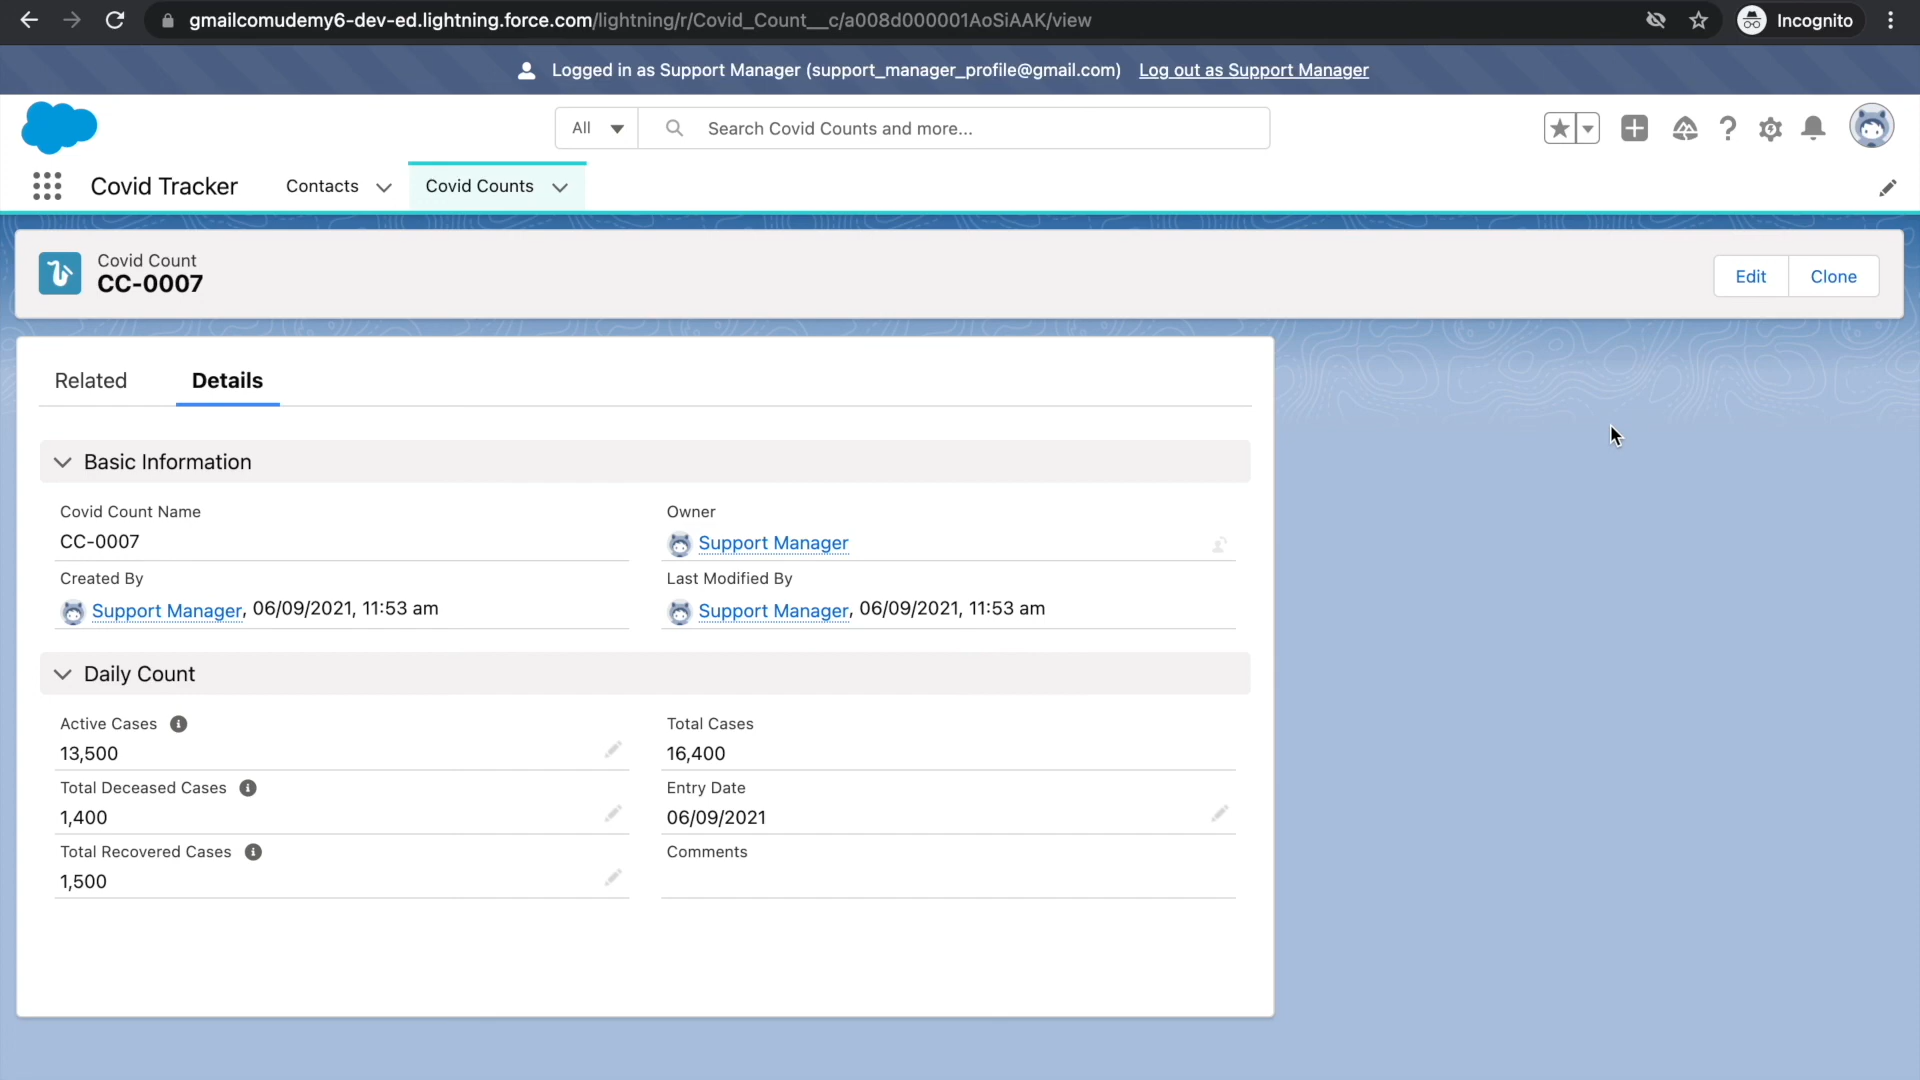 gmailcomudemy6-dev-ed.lightning.force.com/lightning/r/Covid_Count__c/a008d000001AoSiAAK/view
Incognito
Logged in as Support Manager (support_manager_profile@gmail.com) Log out as Support Manager
All
Search Covid Counts and more...
Covid Tracker
Contacts
Covid Counts
Covid Count
CC-0007
Edit
Clone
Related
Details
Basic Information
Covid Count Name
CC-0007
Owner
Support Manager
Created By
Support Manager, 06/09/2021, 11:53 am
Last Modified By
Support Manager, 06/09/2021, 11:53 am
Daily Count
Active Cases
13,500
Total Cases
16,400
Total Deceased Cases
1,400
Entry Date
06/09/2021
Total Recovered Cases
1,500
Comments